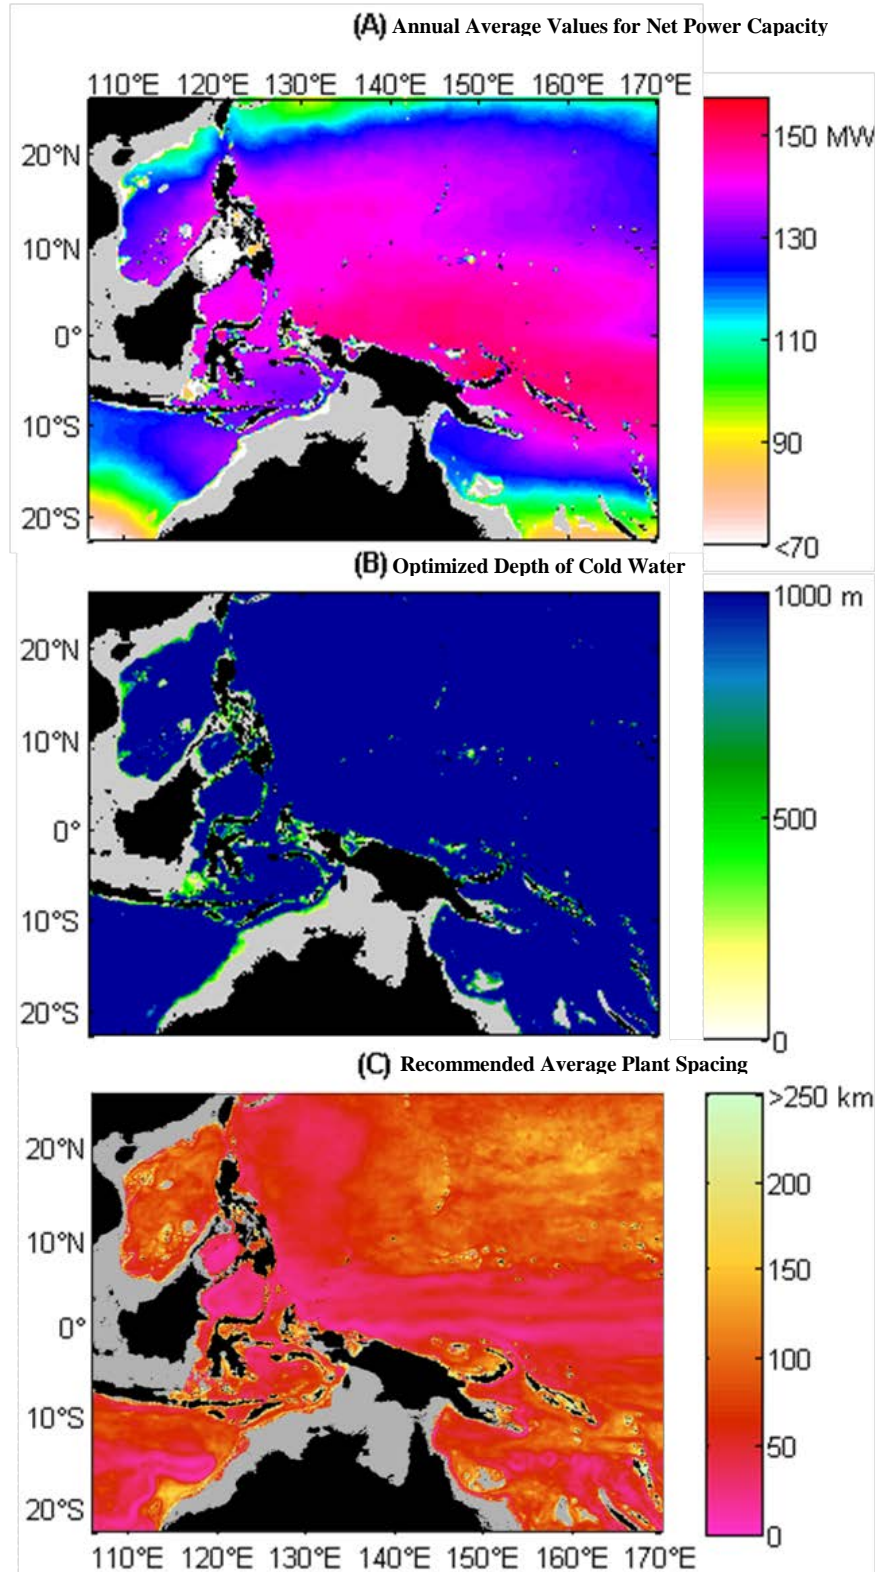 (A) Annual Average Values for Net Power Capacity
110°E 120°E 130°E 140°E 150°E 160°E 170°E
20°N
10°N
0°
10°S
20°S
150 MW
130
110
90
<70
(B) Optimized Depth of Cold Water
20°N
10°N
0°
10°S
20°S
1000 m
500
0
(C) Recommended Average Plant Spacing
20°N
10°N
0°
10°S
20°S
>250 km
200
150
100
50
0
110°E 120°E 130°E 140°E 150°E 160°E 170°E